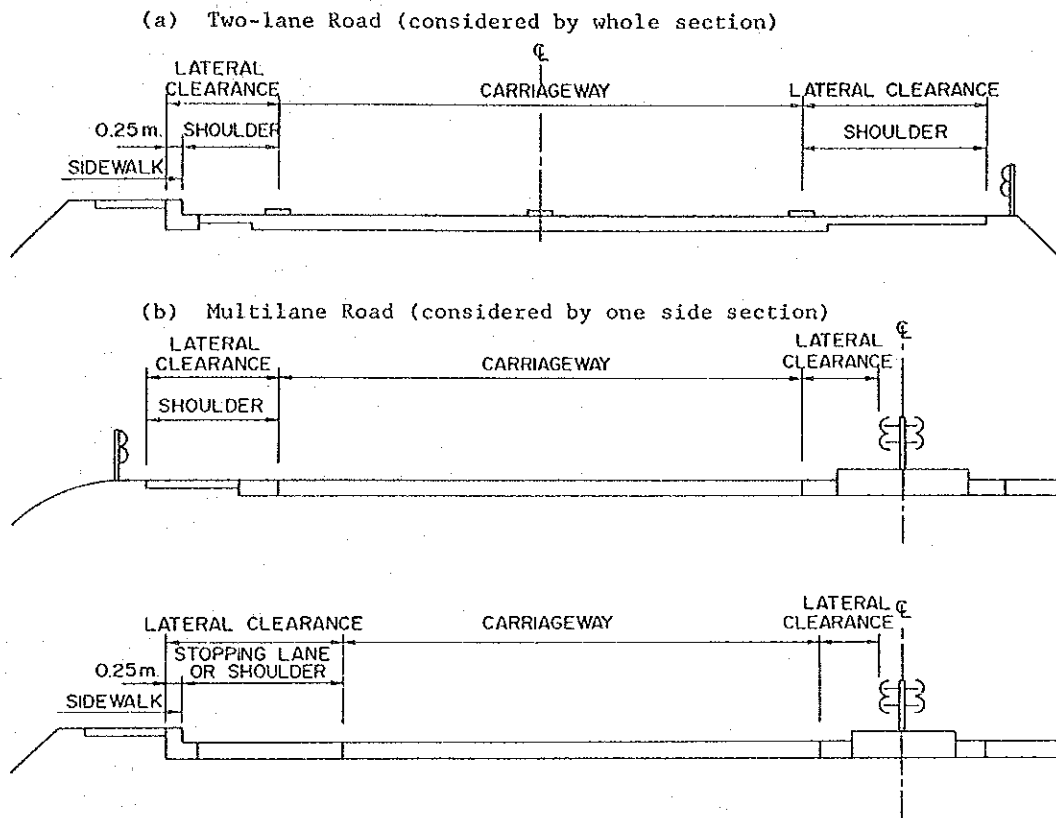 (a) Two-lane Road (considered by whole section)
℄
LATERAL
CLEARANCE
CARRIAGEWAY
LATERAL CLEARANCE
0.25m.
SHOULDER
SHOULDER
SIDEWALK
(b) Multilane Road (considered by one side section)
℄
LATERAL
CLEARANCE
CARRIAGEWAY
LATERAL
CLEARANCE
SHOULDER
LATERAL CLEARANCE
CARRIAGEWAY
LATERAL
CLEARANCE
℄
STOPPING LANE
OR SHOULDER
0.25m.
SIDEWALK